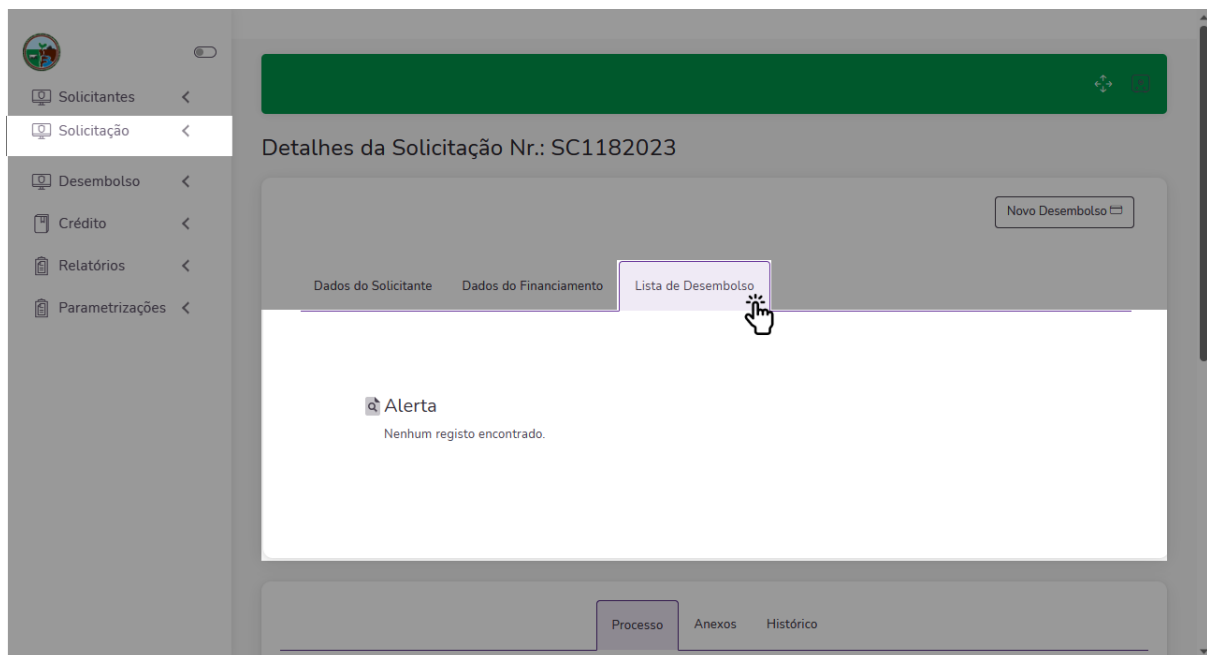 Solicitantes
Solicitação
Desembolso
Crédito
Relatórios
Parametrizações
Detalhes da Solicitação Nr.: SC1182023
Novo Desembolso
Dados do Solicitante Dados do Financiamento Lista de Desembolso
Alerta
Nenhum registo encontrado.
Processo Anexos Histórico